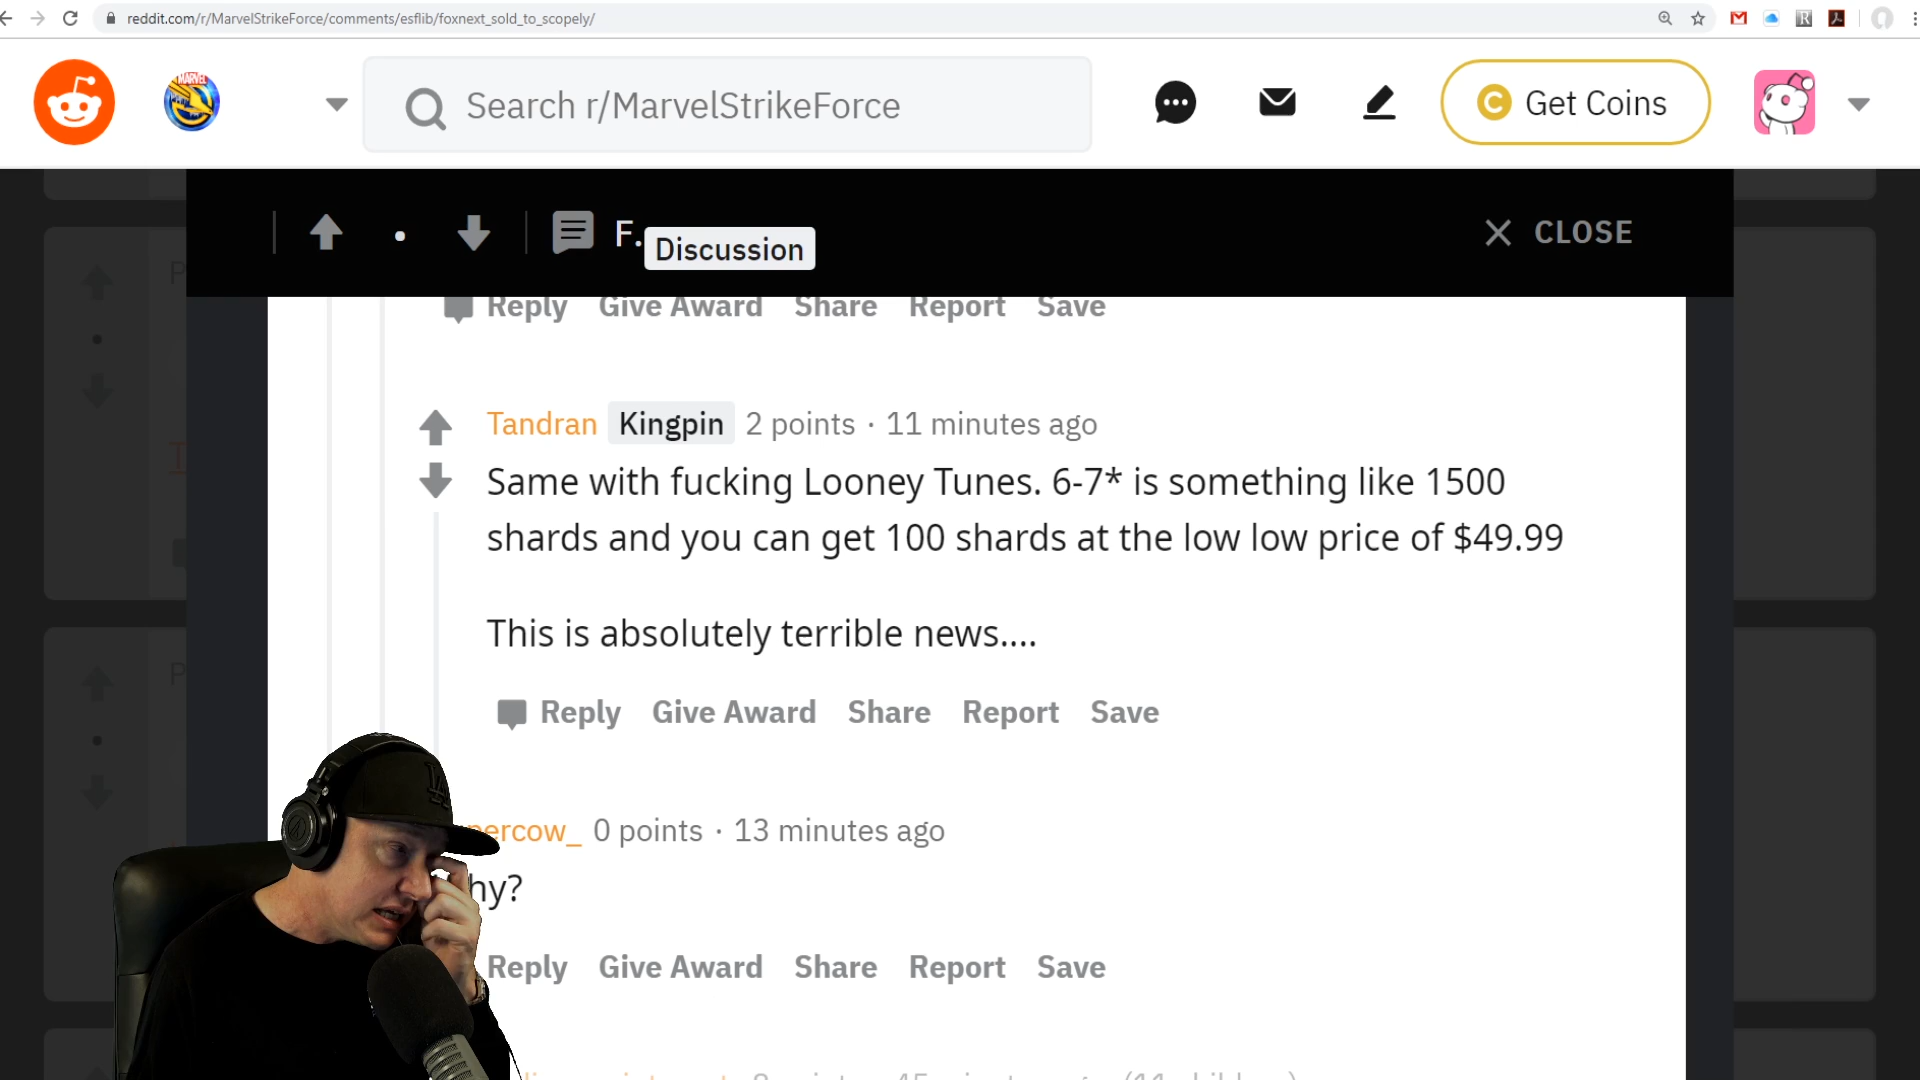 reddit.com/r/MarvelStrikeForce/comments/esflib/foxnext_sold_to_scopely/
MARVEL
Search r/MarvelStrikeForce
Get Coins
F.
Discussion
CLOSE
Reply Give Award Share Report Save
Tandran Kingpin 2 points · 11 minutes ago
Same with fucking Looney Tunes. 6-7* is something like 1500
shards and you can get 100 shards at the low low price of $49.99
This is absolutely terrible news....
Reply Give Award Share Report Save
percow_ 0 points · 13 minutes ago
hy?
Reply Give Award Share Report Save